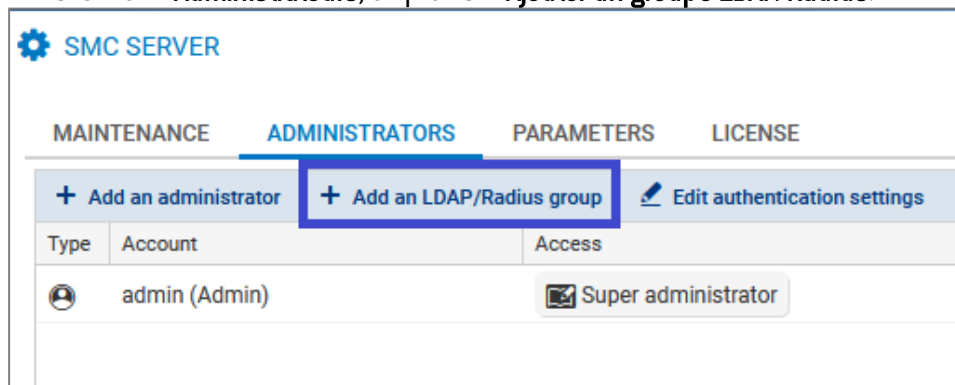 SMC SERVER
MAINTENANCE ADMINISTRATORS PARAMETERS LICENSE
+ Add an administrator + Add an LDAP/Radius group Edit authentication settings
Type Account Access
admin (Admin) Super administrator